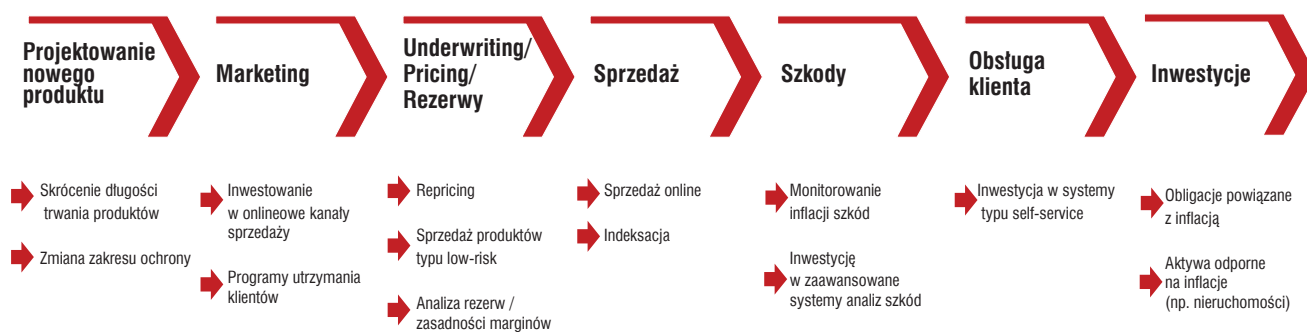 Projektowanie
nowego
produktu
Marketing
Underwriting/
Pricing/
Rezerwy
Sprzedaż
Szkody
Obsługa
klienta
Inwestycje
Skrócenie długości
trwania produktów
Zmiana zakresu ochrony
Inwestowanie
w onlineowe kanały
sprzedaży
Programy utrzymania
klientów
Repricing
Sprzedaż produktów
typu low-risk
Analiza rezerw /
zasadności marginów
Sprzedaż online
Indeksacja
Monitorowanie
inflacji szkód
Inwestycję
w zaawansowane
systemy analiz szkód
Inwestycja w systemy
typu self-service
Obligacje powiązane
z inflacją
Aktywa odporne
na inflacje
(np. nieruchomości)